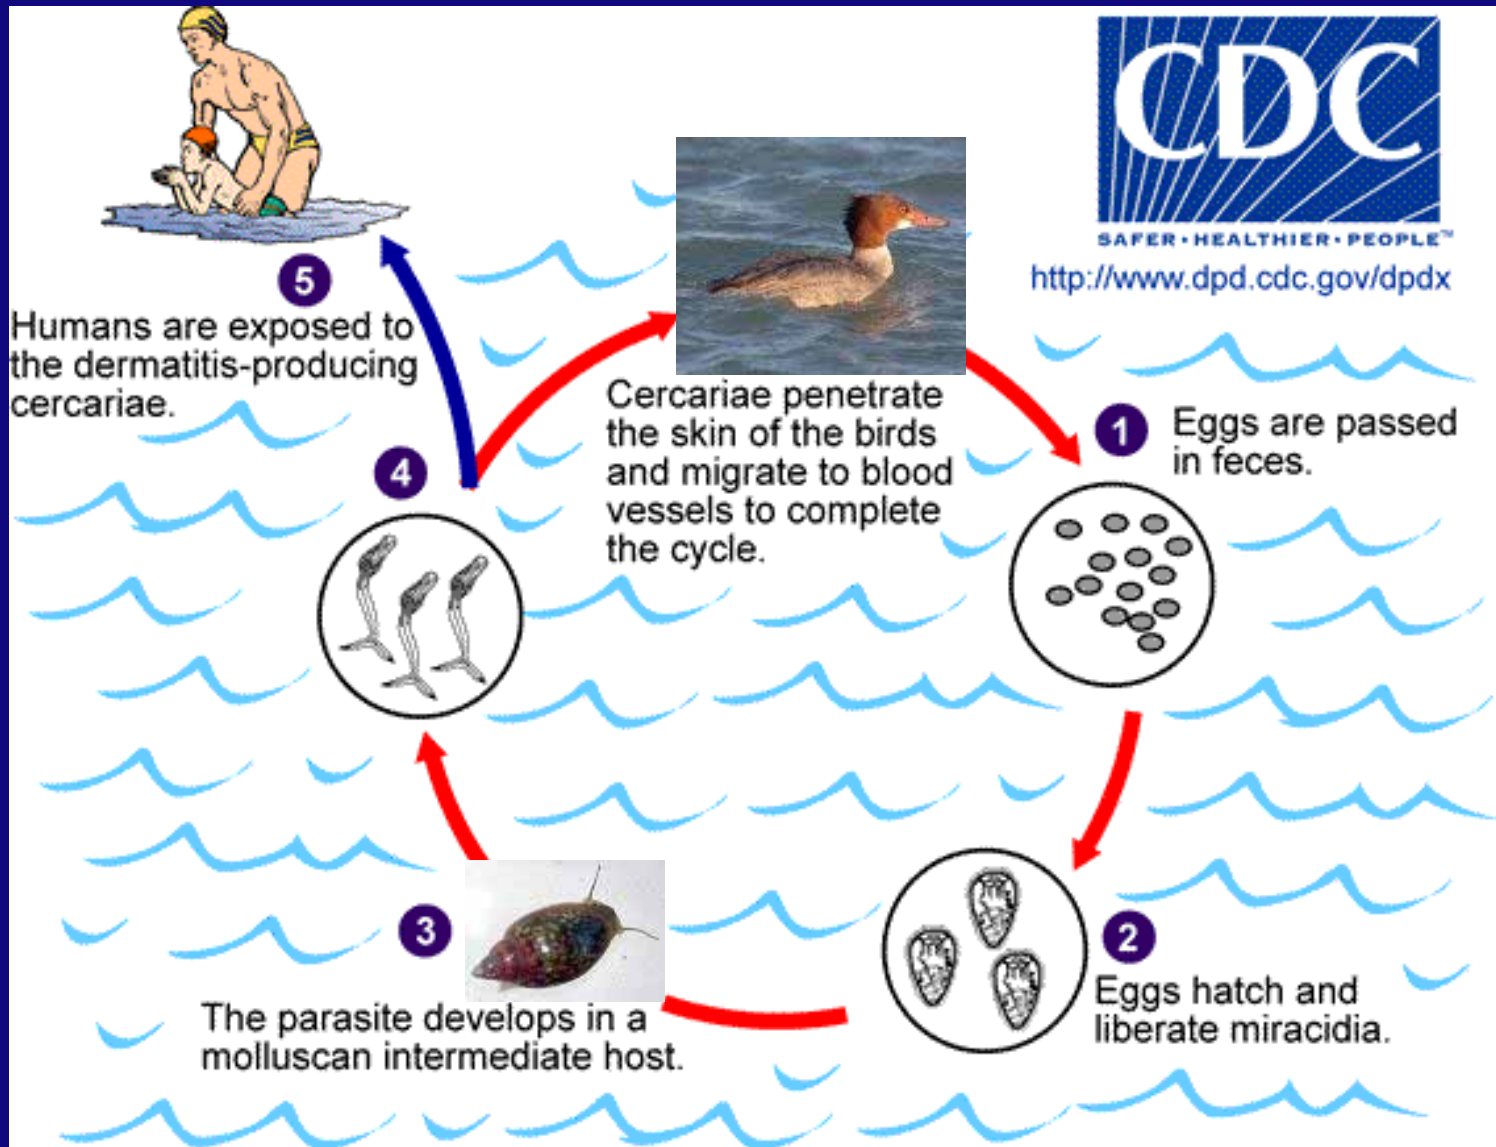 CDC
SAFER·HEALTHIER·PEOPLE™
http://www.dpd.cdc.gov/dpdx
5
Humans are exposed to
the dermatitis-producing
cercariae.
4
Cercariae penetrate
the skin of the birds
and migrate to blood
vessels to complete
the cycle.
1
Eggs are passed
in feces.
2
Eggs hatch and
liberate miracidia.
3
The parasite develops in a
molluscan intermediate host.